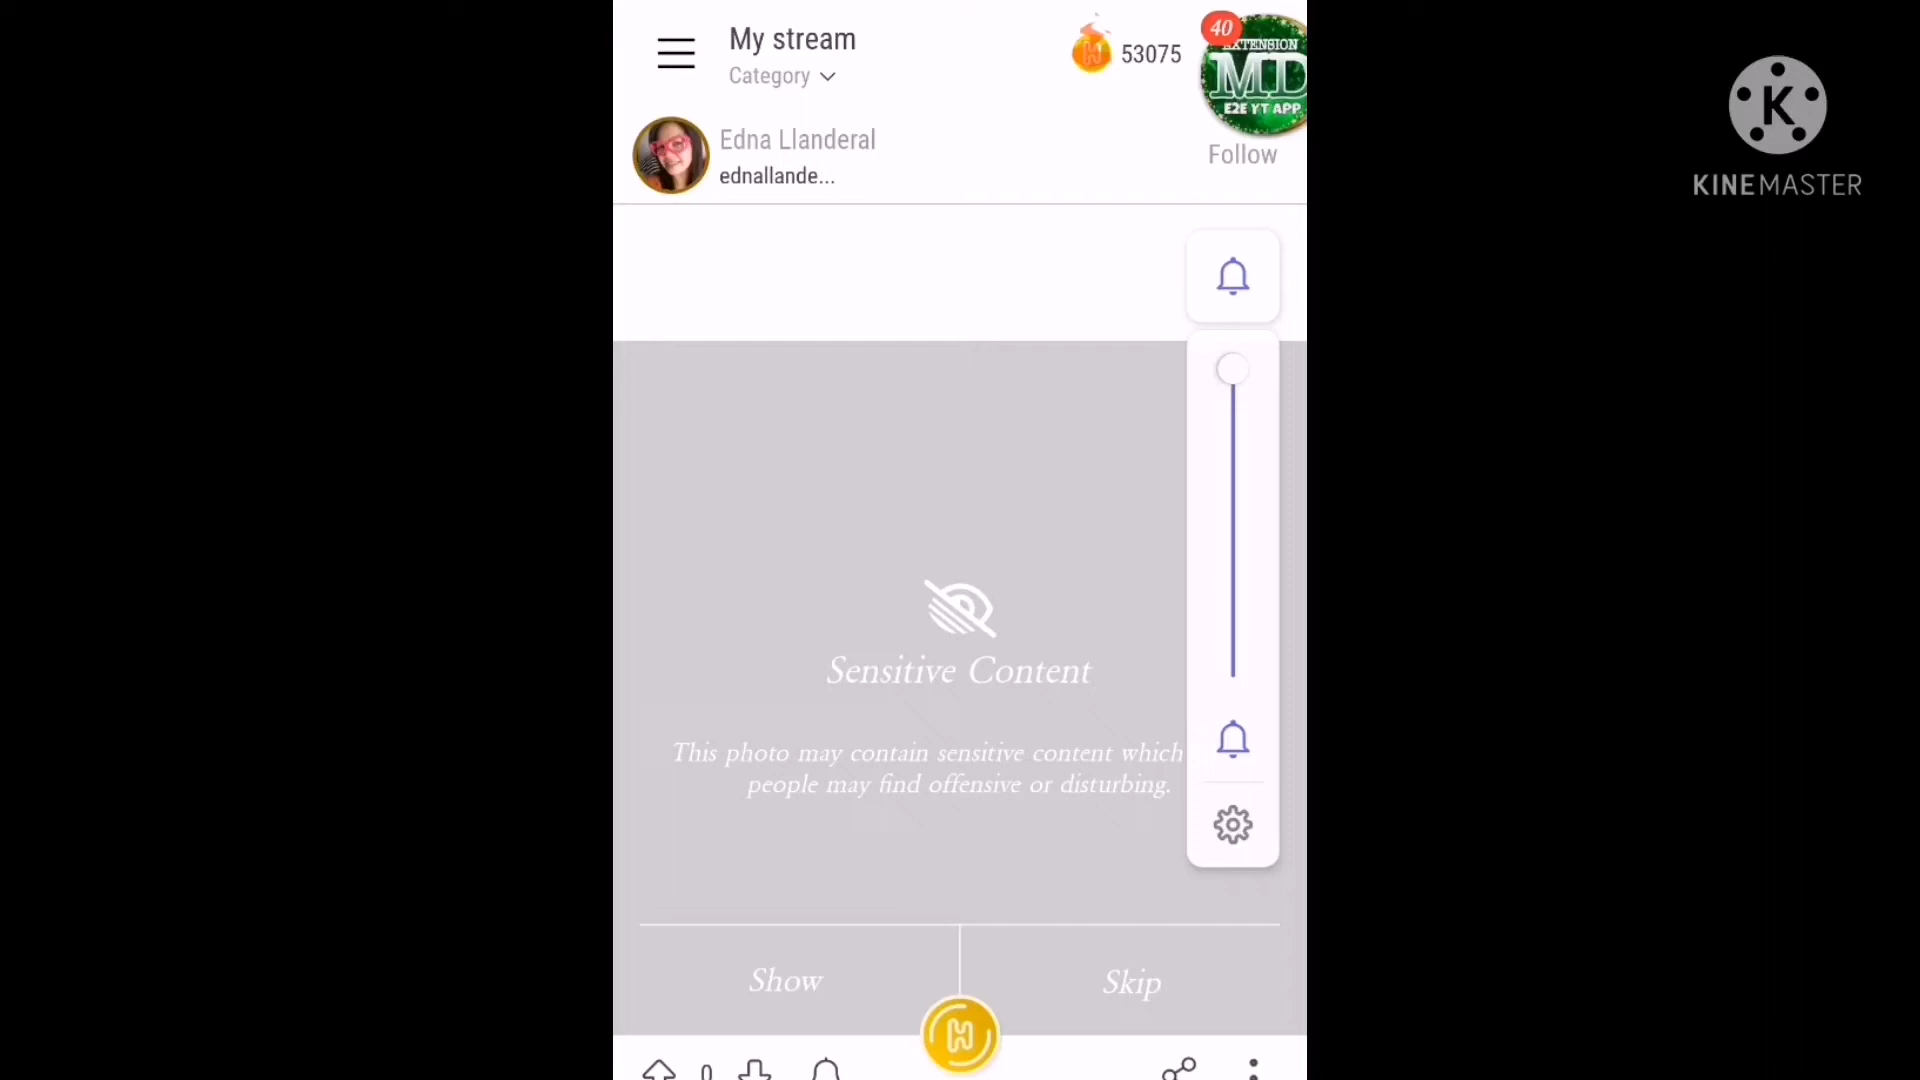 My stream
Category
53075
40
EXTENSION
MD
E2E YT APP
Edna Llanderal
ednallande...
Follow
KINEMASTER
Sensitive Content
This photo may contain sensitive content which
people may find offensive or disturbing.
Show
Skip
0